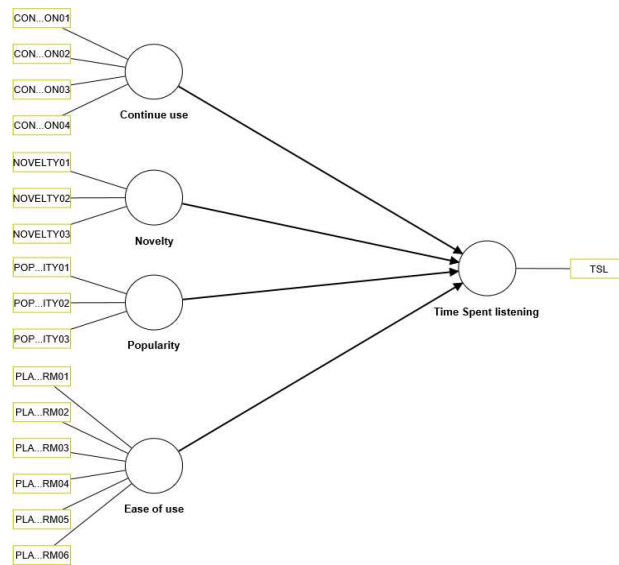 CON...ON01
CON...ON02
CON...ON03
CON...ON04
Continue use
NOVELTY01
NOVELTY02
NOVELTY03
Novelty
POP...ITY01
POP...ITY02
POP...ITY03
Popularity
PLA...RM01
PLA...RM02
PLA...RM03
PLA...RM04
PLA...RM05
PLA...RM06
Ease of use
TSL
Time Spent listening